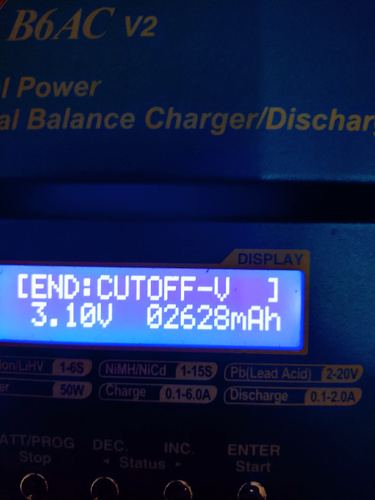 B6AC V2
l Power
al Balance Charger/Dischar
DISPLAY
[END:CUTOFF-V ]
3.10V 02628mAh
on/LiHV 1-6S NiMH/NiCd 1-15S Pb(Lead Acid) 2-20V
er 50W Charge 0.1-6.0A Discharge 0.1-2.0A
ATT/PROG DEC. INC. ENTER
Stop ◂ Status ▸ Start